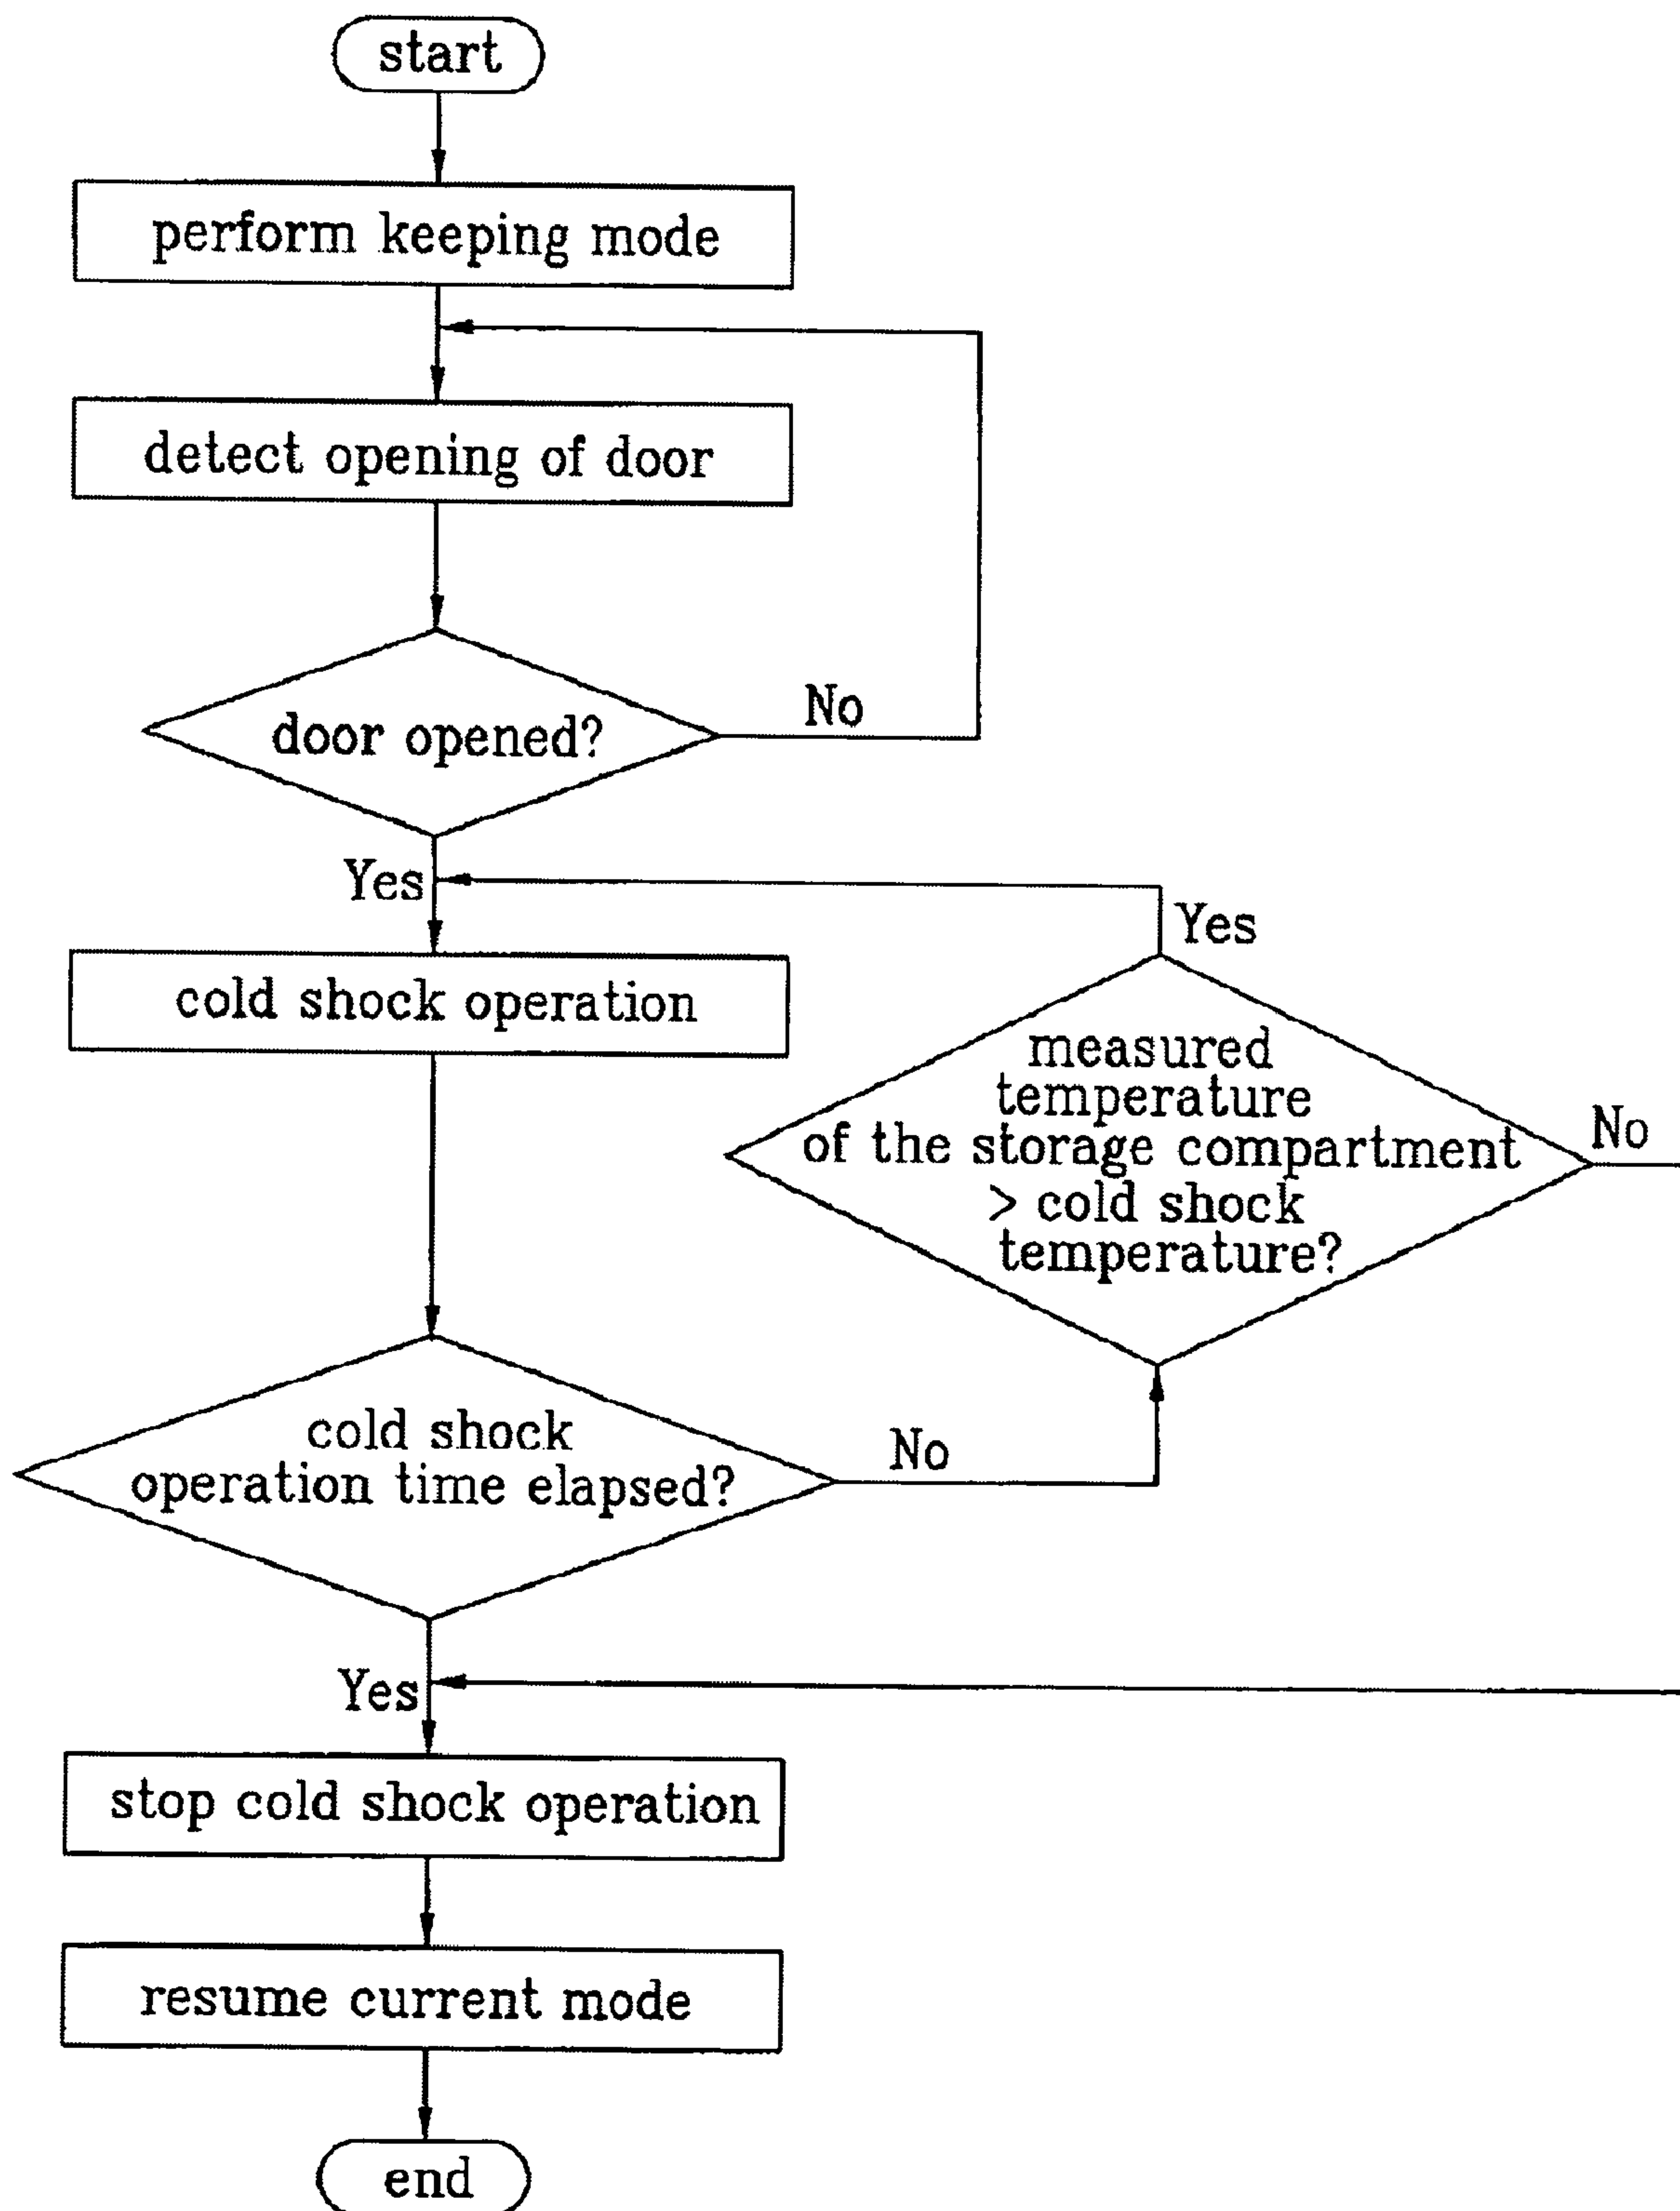 start
perform keeping mode
detect opening of door
door opened?
No
Yes
cold shock operation
Yes
measured
temperature
of the storage compartment
> cold shock
temperature?
No
cold shock
operation time elapsed?
No
Yes
stop cold shock operation
resume current mode
end